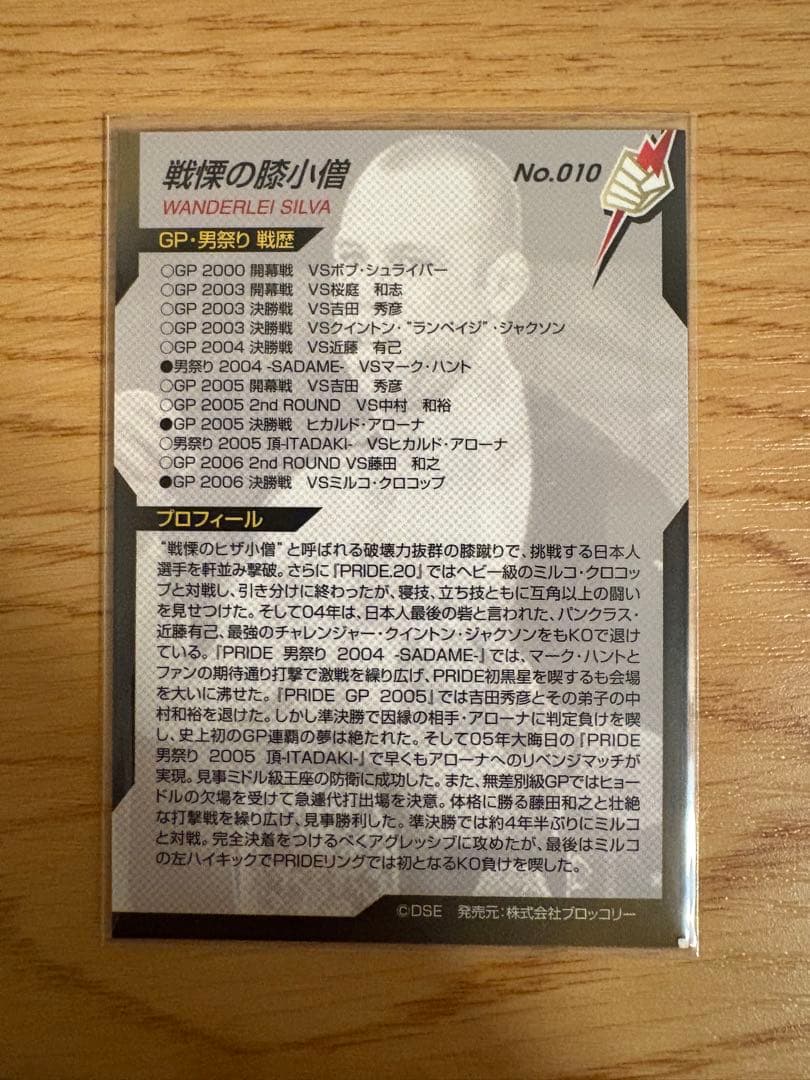 戦慄の膝小僧
No.010
WANDERLEI SILVA
GP・男祭り 戦歴
○GP 2000 開幕戦　VSボブ・シュライバー
○GP 2003 開幕戦　VS桜庭　和志
○GP 2003 決勝戦　VS吉田　秀彦
○GP 2003 決勝戦　VSクイントン・“ランペイジ”・ジャクソン
○GP 2004 決勝戦　VS近藤　有己
●男祭り 2004 -SADAME-　VSマーク・ハント
○GP 2005 開幕戦　VS吉田　秀彦
○GP 2005 2nd ROUND　VS中村　和裕
●GP 2005 決勝戦　ヒカルド・アローナ
○男祭り 2005 頂-ITADAKI-　VSヒカルド・アローナ
○GP 2006 2nd ROUND VS藤田　和之
●GP 2006 決勝戦　VSミルコ・クロコップ
プロフィール
“戦慄のヒザ小僧”と呼ばれる破壊力抜群の膝蹴りで、挑戦する日本人
選手を軒並み撃破。さらに『PRIDE.20』ではヘビー級のミルコ・クロコッ
プと対戦し、引き分けに終わったが、寝技、立ち技ともに互角以上の闘い
を見せつけた。そして04年は、日本人最後の砦と言われた、パンクラス・
近藤有己、最強のチャレンジャー・クイントン・ジャクソンをもKOで退け
ている。『PRIDE 男祭り 2004 -SADAME-』では、マーク・ハントと
ファンの期待通り打撃で激戦を繰り広げ、PRIDE初黒星を喫するも会場
を大いに沸せた。『PRIDE GP 2005』では吉田秀彦とその弟子の中
村和裕を退けた。しかし準決勝で因縁の相手・アローナに判定負けを喫
し、史上初のGP連覇の夢は絶たれた。そして05年大晦日の『PRIDE
男祭り 2005 頂-ITADAKI-』で早くもアローナへのリベンジマッチが
実現。見事ミドル級王座の防衛に成功した。また、無差別級GPではヒョー
ドルの欠場を受けて急遽代打出場を決意。体格に勝る藤田和之と壮絶
な打撃戦を繰り広げ、見事勝利した。準決勝では約4年半ぶりにミルコ
と対戦。完全決着をつけるべくアグレッシブに攻めたが、最後はミルコ
の左ハイキックでPRIDEリングでは初となるKO負けを喫した。
©DSE　発売元：株式会社ブロッコリー